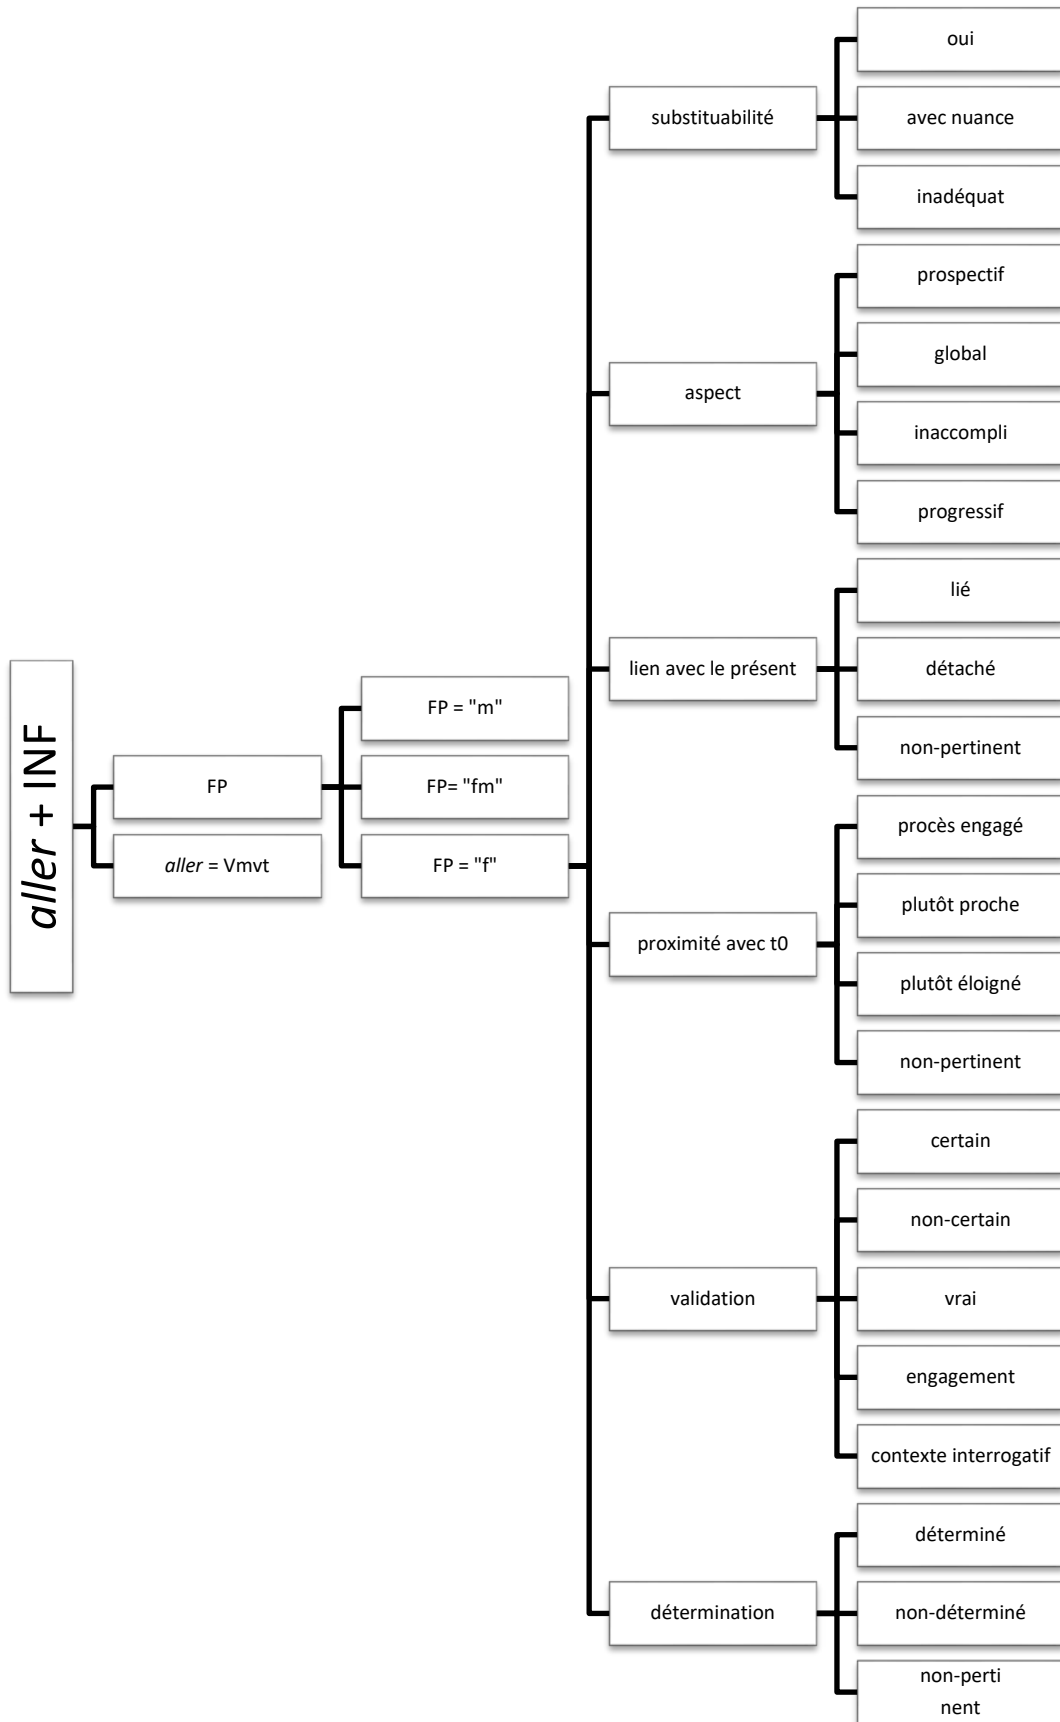 aller + INF
FP
aller = Vmvt
FP = "m"
FP= "fm"
FP = "f"
substituabilité
oui
avec nuance
inadéquat
aspect
prospectif
global
inaccompli
progressif
lien avec le présent
lié
détaché
non-pertinent
proximité avec t0
procès engagé
plutôt proche
plutôt éloigné
non-pertinent
validation
certain
non-certain
vrai
engagement
contexte interrogatif
détermination
déterminé
non-déterminé
non-perti
nent